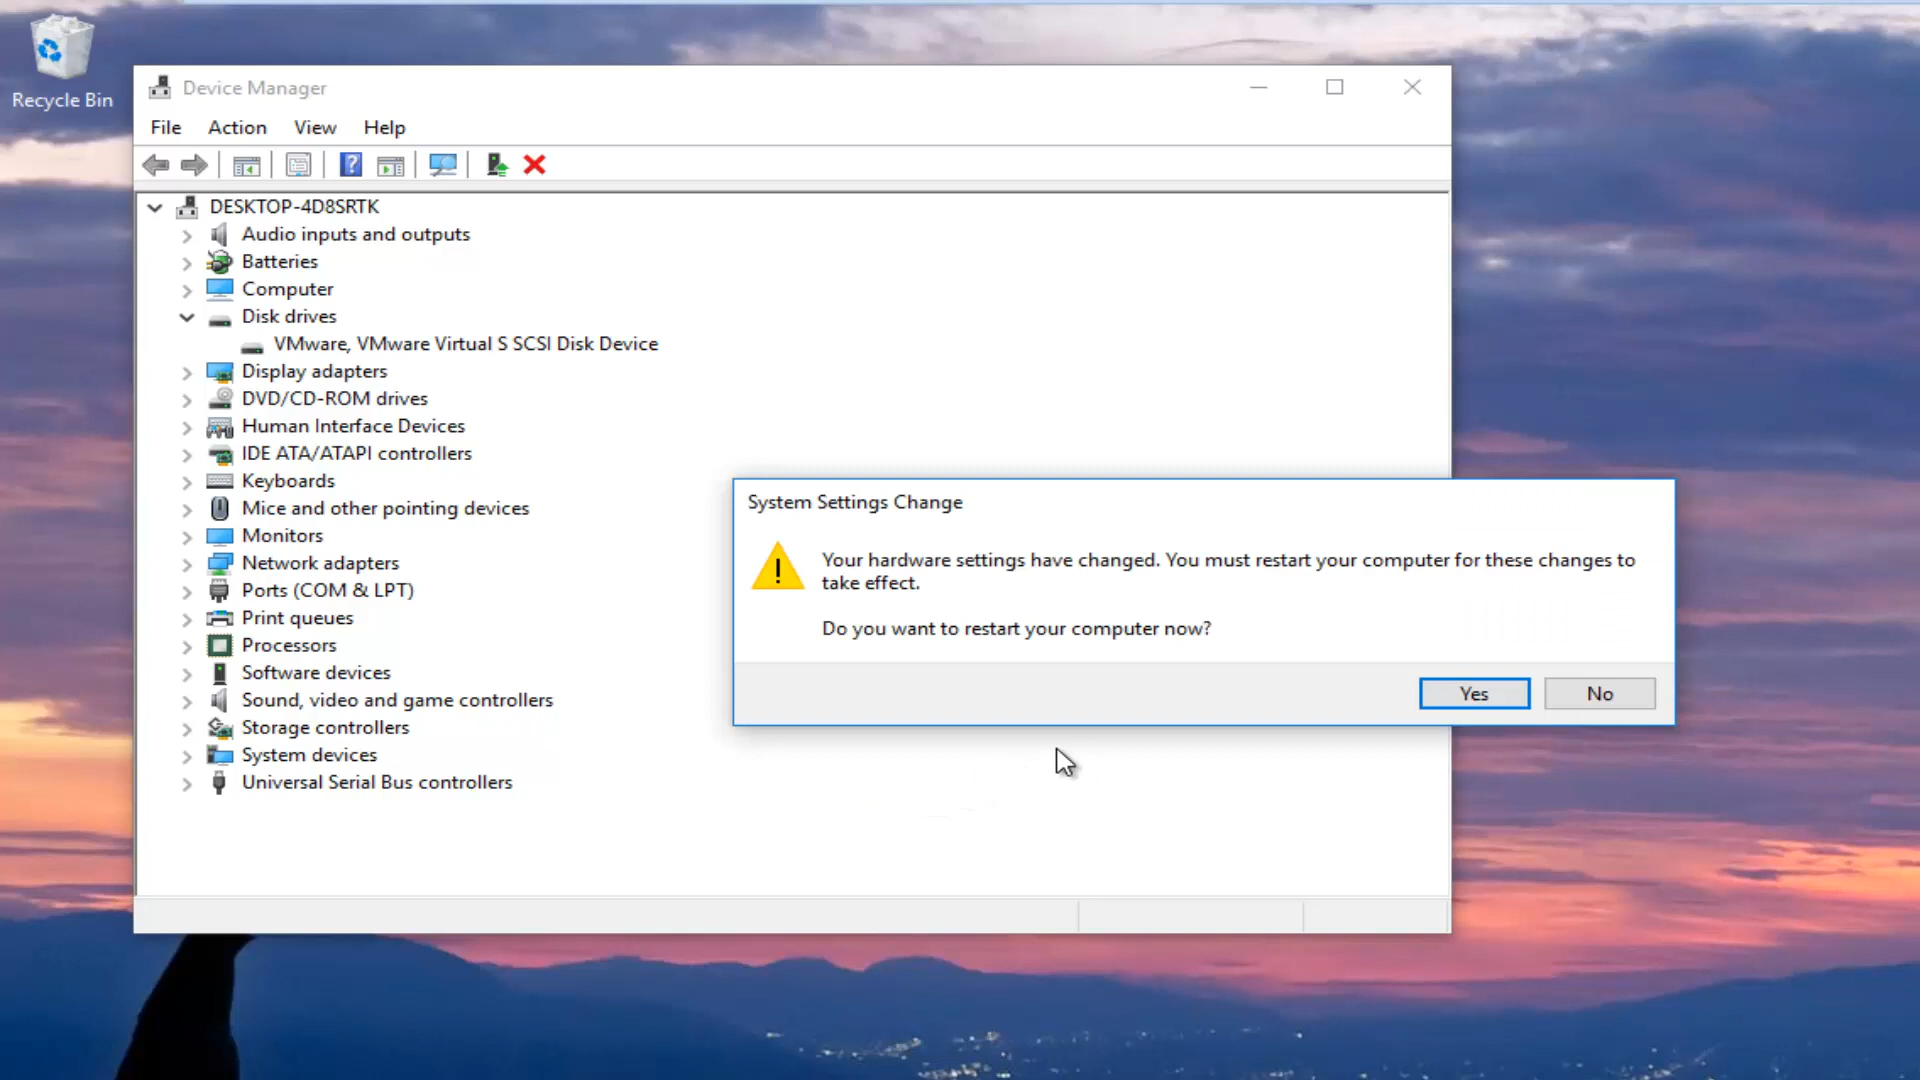 Recycle Bin
Device Manager
File Action View Help
DESKTOP-4D8SRTK
Audio inputs and outputs
Batteries
Computer
Disk drives
VMware, VMware Virtual S SCSI Disk Device
Display adapters
DVD/CD-ROM drives
Human Interface Devices
IDE ATA/ATAPI controllers
Keyboards
Mice and other pointing devices
Monitors
Network adapters
Ports (COM & LPT)
Print queues
Processors
Software devices
Sound, video and game controllers
Storage controllers
System devices
Universal Serial Bus controllers
System Settings Change
Your hardware settings have changed. You must restart your computer for these changes to
take effect.
Do you want to restart your computer now?
Yes No